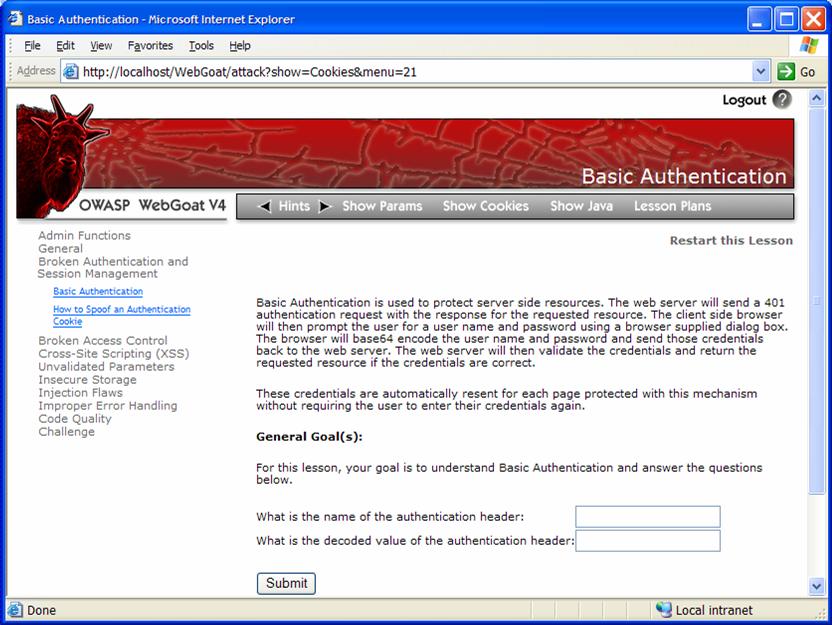 Basic Authentication - Microsoft Internet Explorer
File Edit View Favorites Tools Help
Address http://localhost/WebGoat/attack?show=Cookies&menu=21 Go
Logout ?
Basic Authentication
OWASP WebGoat V4
Hints Show Params Show Cookies Show Java Lesson Plans
Restart this Lesson
Admin Functions
General
Broken Authentication and
Session Management
Basic Authentication
How to Spoof an Authentication
Cookie
Broken Access Control
Cross-Site Scripting (XSS)
Unvalidated Parameters
Insecure Storage
Injection Flaws
Improper Error Handling
Code Quality
Challenge
Basic Authentication is used to protect server side resources. The web server will send a 401
authentication request with the response for the requested resource. The client side browser
will then prompt the user for a user name and password using a browser supplied dialog box.
The browser will base64 encode the user name and password and send those credentials
back to the web server. The web server will then validate the credentials and return the
requested resource if the credentials are correct.
These credentials are automatically resent for each page protected with this mechanism
without requiring the user to enter their credentials again.
General Goal(s):
For this lesson, your goal is to understand Basic Authentication and answer the questions
below.
What is the name of the authentication header:
What is the decoded value of the authentication header:
Submit
Done Local intranet